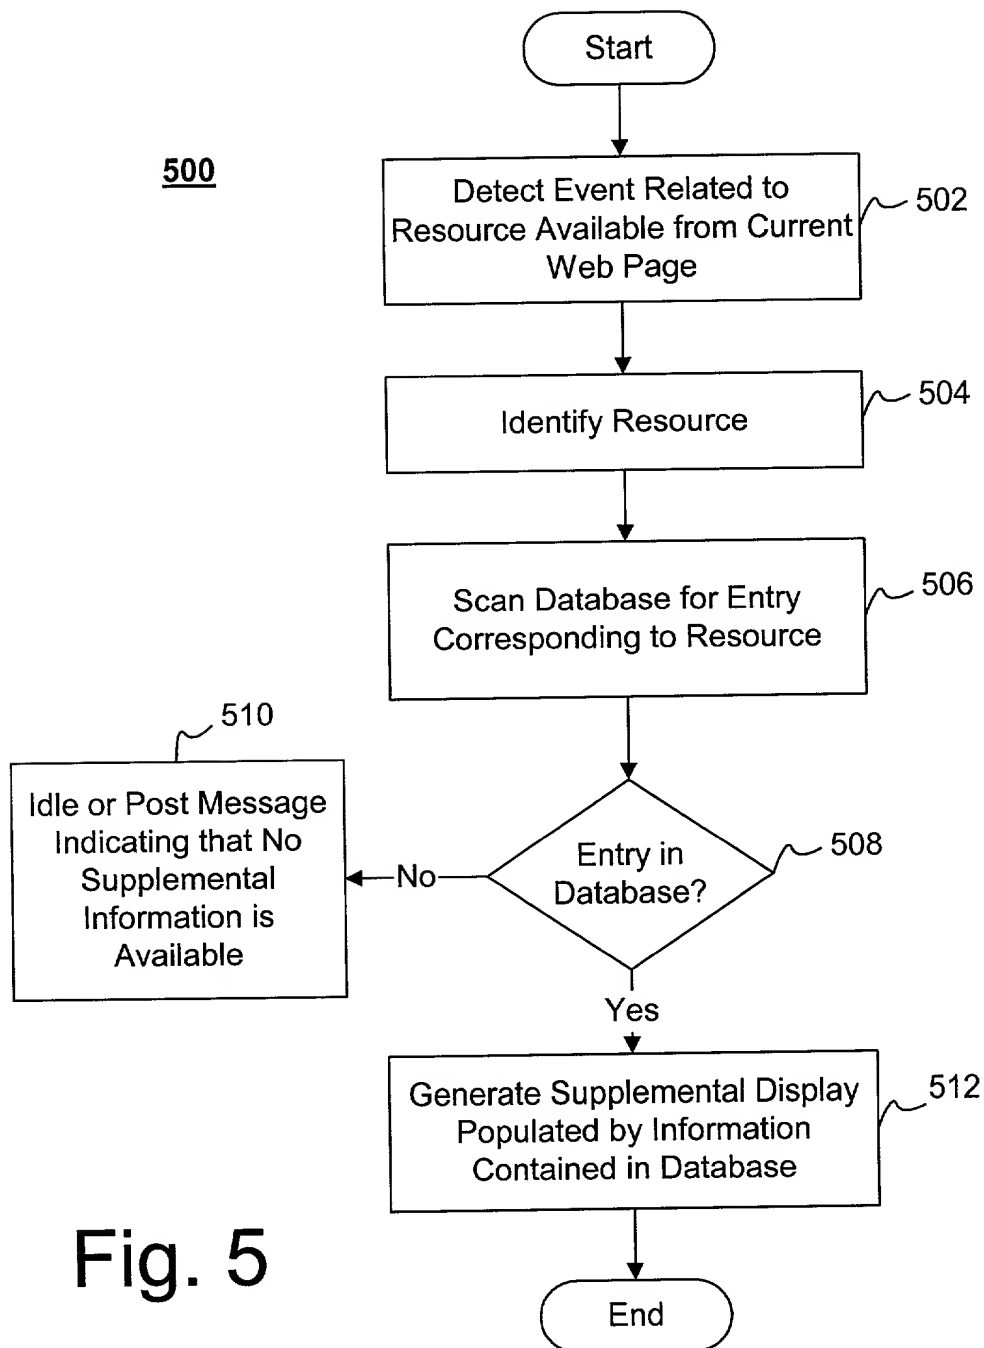 Start
500
Detect Event Related to
Resource Available from Current
Web Page
502
Identify Resource
504
Scan Database for Entry
Corresponding to Resource
506
510
Idle or Post Message
Indicating that No
Supplemental
Information is
Available
No
Entry in
Database?
508
Yes
Generate Supplemental Display
Populated by Information
Contained in Database
512
Fig. 5
End